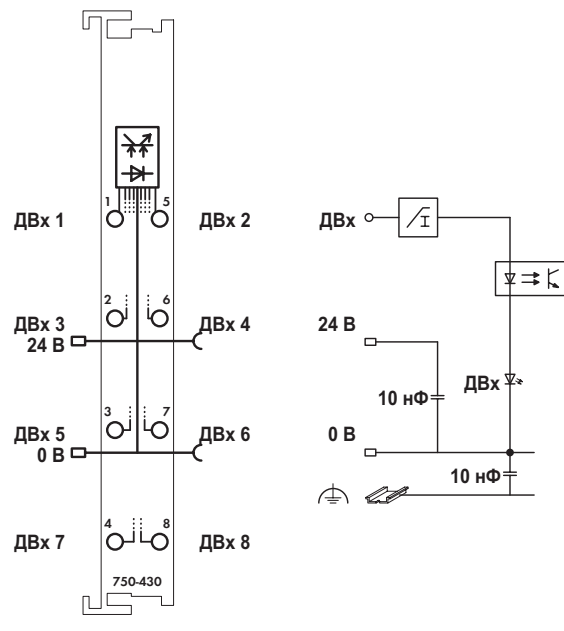 1 5
ДВх 1 ДВх 2 ДВх
2 6
ДВх 3 ДВх 4 24 В
24 В
ДВх
10 нФ
3 7
ДВх 5 ДВх 6 0 В
0 В
10 нФ
4 8
ДВх 7 ДВх 8
750-430